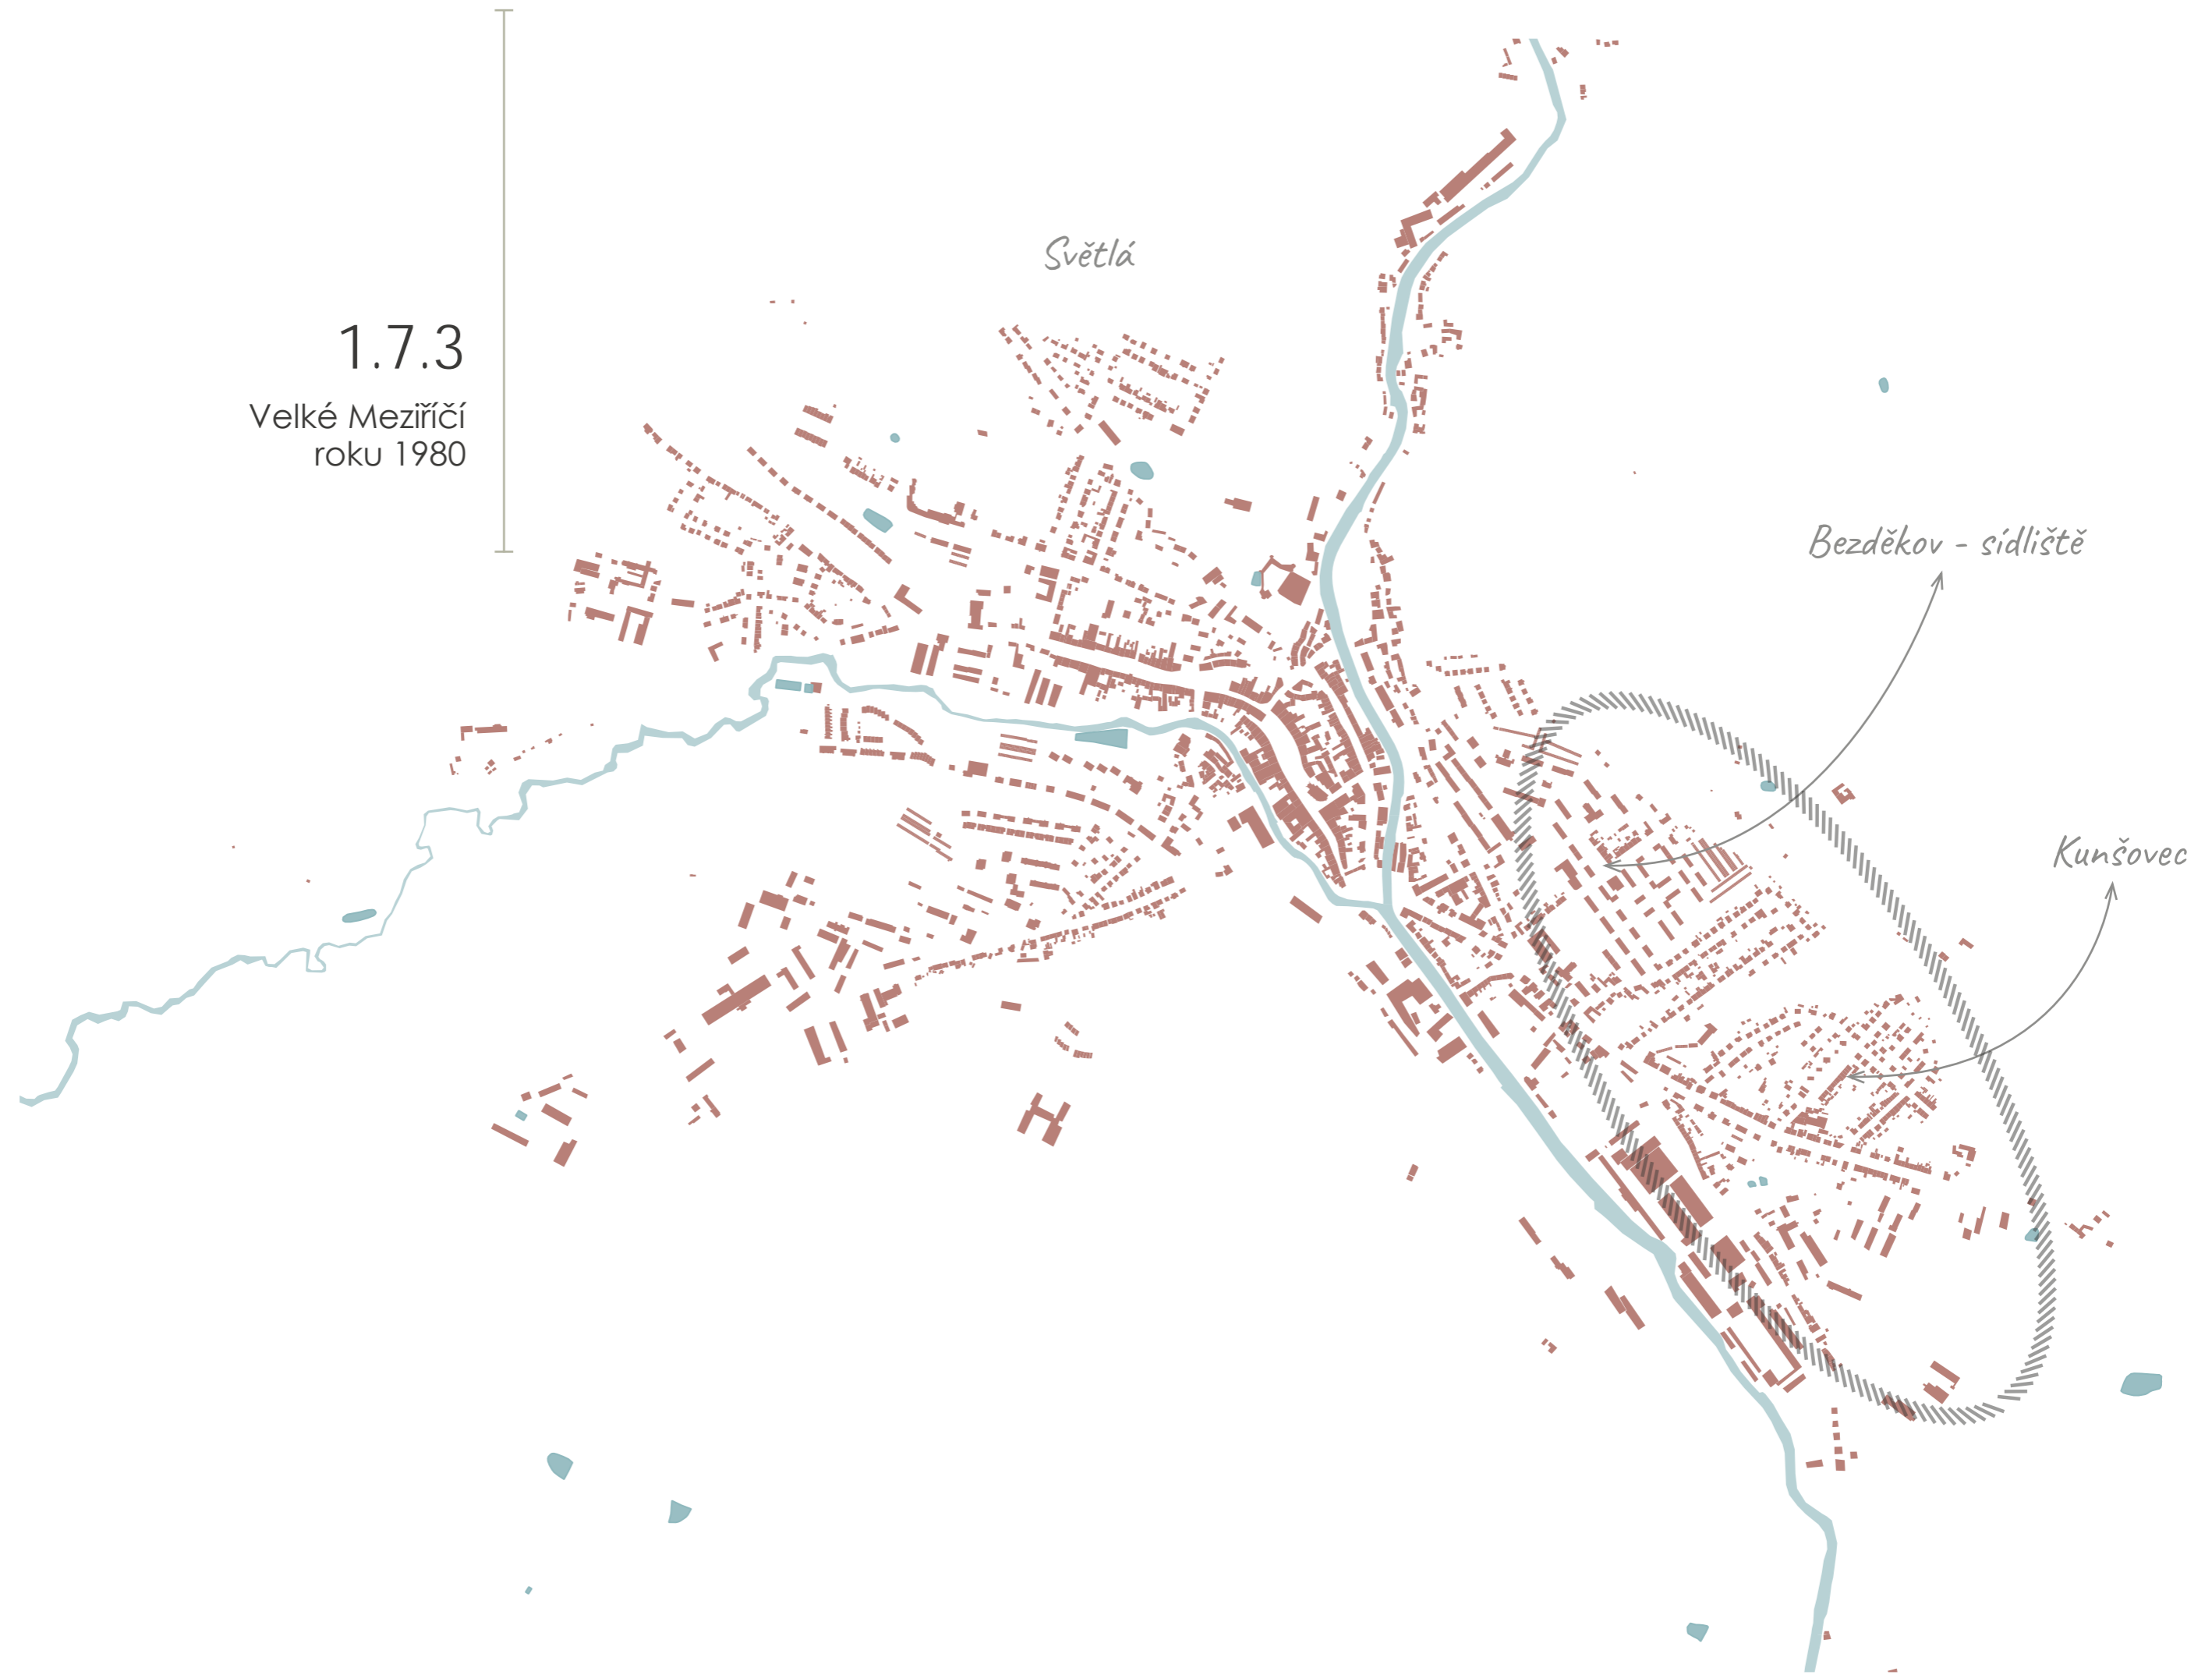 Světlá
1.7.3
Velké Meziříčí
roku 1980
Bezděkov - sídliště
Kunšovec